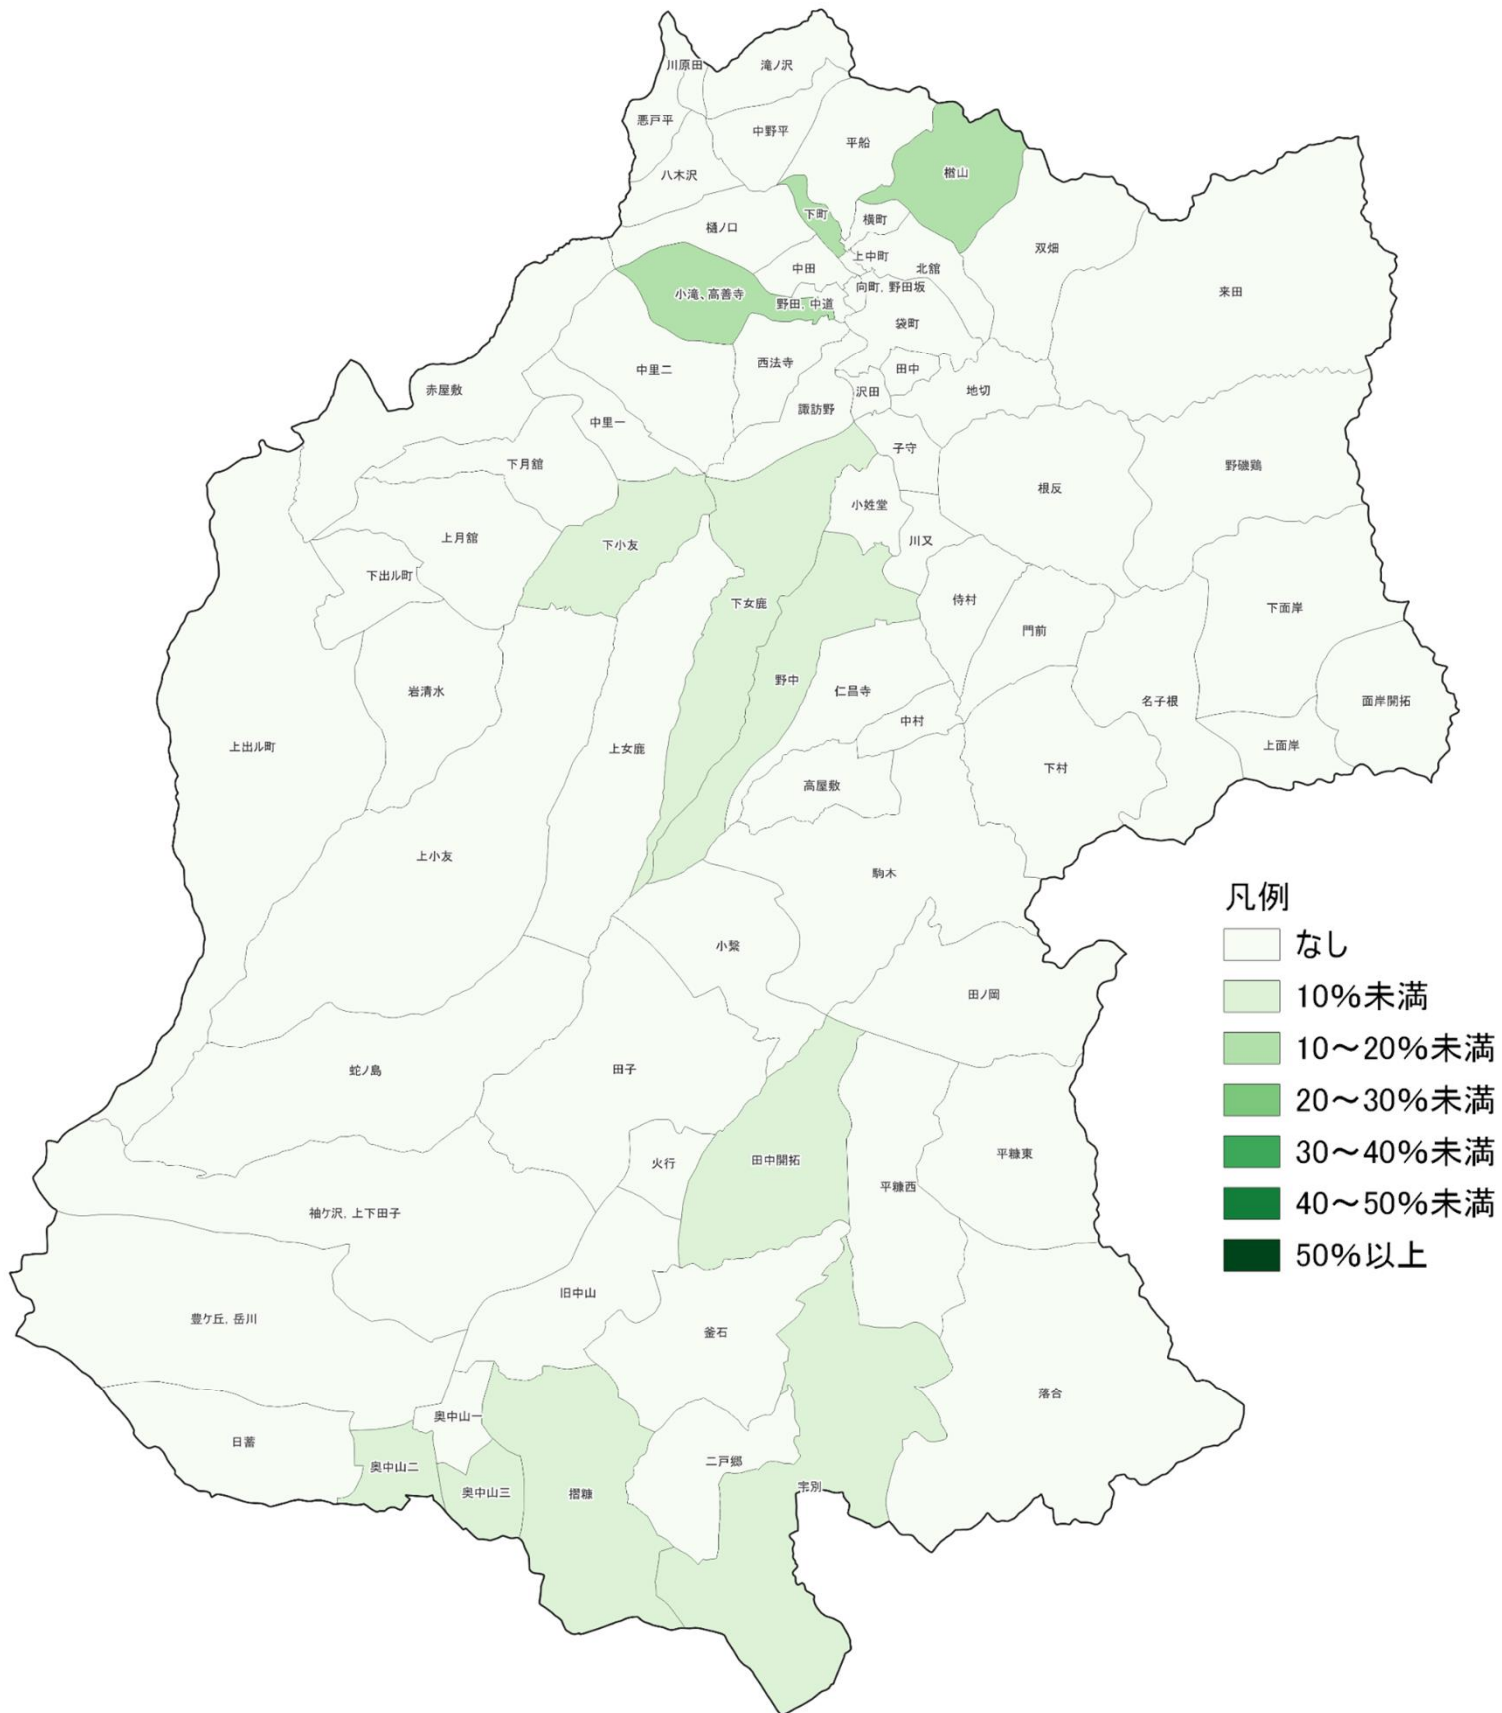 川原田
滝ノ沢
悪戸平
中野平
平船
八木沢
楢山
下町
横町
樋ノ口
双畑
上中町
中田
北舘
小滝、高善寺
野田, 中道
向町, 野田坂
来田
袋町
西法寺
中里二
田中
赤屋敷
沢田
地切
諏訪野
中里一
子守
下月舘
野磯鶏
根反
小姓堂
上月舘
下小友
川又
下出ル町
下女鹿
侍村
下面岸
門前
野中
岩清水
仁昌寺
名子根
面岸開拓
中村
上出ル町
上女鹿
上面岸
下村
高屋敷
上小友
駒木
小繋
田ノ岡
蛇ノ島
田子
火行
田中開拓
平糠東
平糠西
袖ケ沢, 上下田子
旧中山
豊ケ丘, 岳川
釜石
落合
奥中山一
日蓄
奥中山二
二戸郷
奥中山三
摺糠
宇別
凡例
なし
10%未満
10～20%未満
20～30%未満
30～40%未満
40～50%未満
50%以上